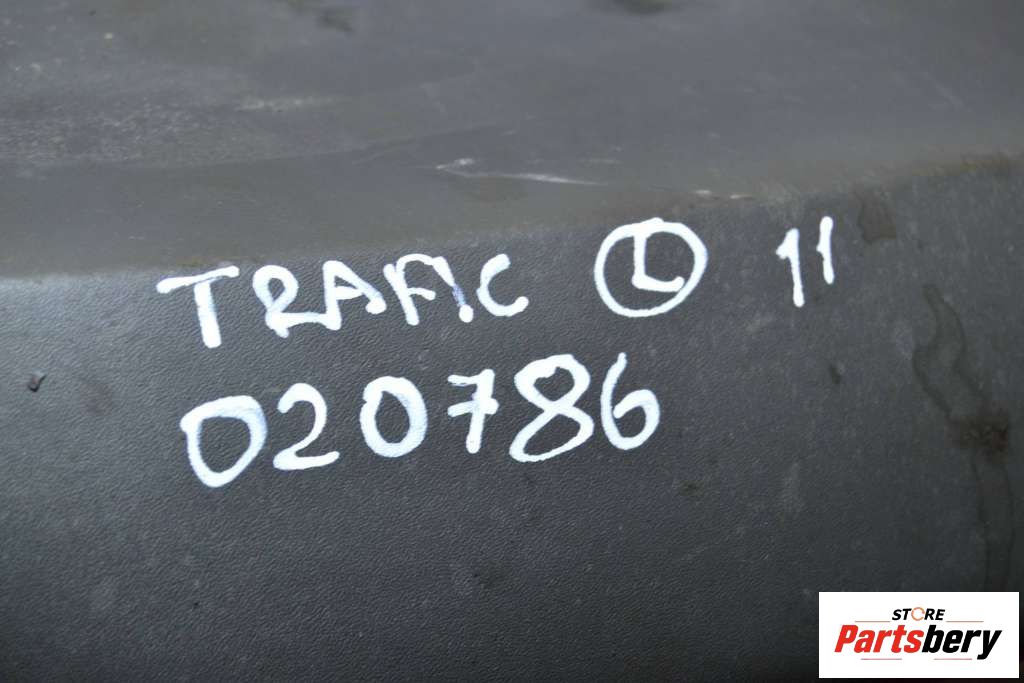 TRAFIC L 11
020786
STORE
Partsbery